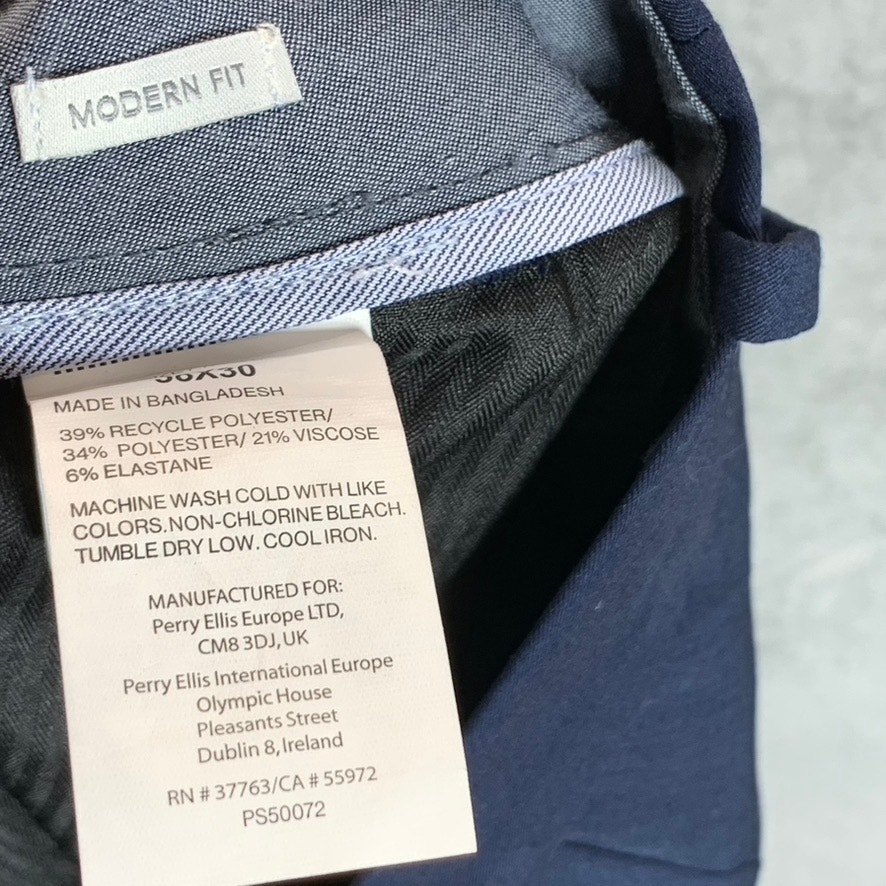 MODERN FIT
MADE IN BANGLADESH
39% RECYCLE POLYESTER/
34% POLYESTER/ 21% VISCOSE
6% ELASTANE
MACHINE WASH COLD WITH LIKE
COLORS.NON-CHLORINE BLEACH.
TUMBLE DRY LOW. COOL IRON.
MANUFACTURED FOR:
Perry Ellis Europe LTD,
CM8 3DJ, UK
Perry Ellis International Europe
Olympic House
Pleasants Street
Dublin 8, Ireland
RN # 37763/CA # 55972
PS50072